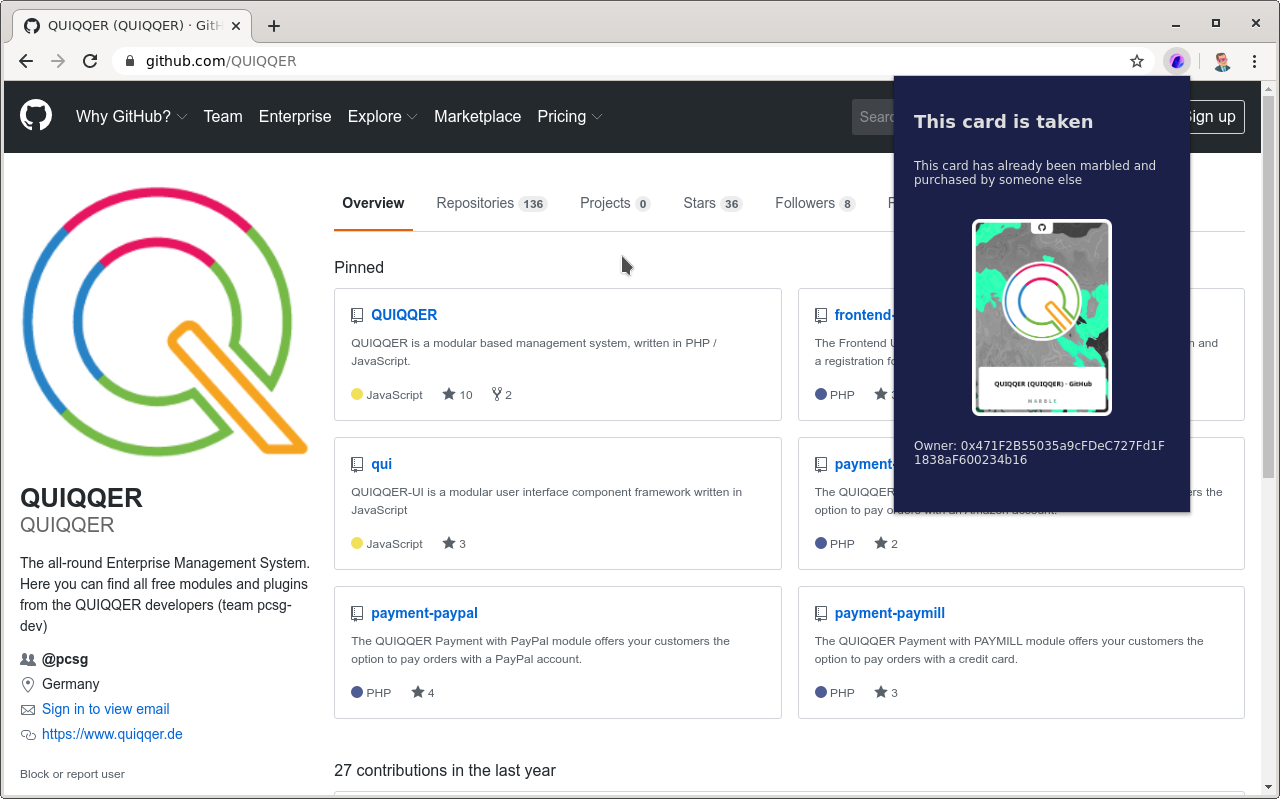 QUIQQER (QUIQQER) · GitH
github.com/QUIQQER
Why GitHub? Team Enterprise Explore Marketplace Pricing
Searc
Sign up
This card is taken
This card has already been marbled and
purchased by someone else
QUIQQER (QUIQQER) · GitHub
MARBLE
Owner: 0x471F2B55035a9cFDeC727Fd1F
1838aF600234b16
Overview Repositories 136 Projects 0 Stars 36 Followers 8 F
Pinned
QUIQQER
QUIQQER is a modular based management system, written in PHP /
JavaScript.
JavaScript 10 2
frontend-
The Frontend U n and
a registration fo
PHP 3
qui
QUIQQER-UI is a modular user interface component framework written in
JavaScript
JavaScript 3
payment-
The QUIQQER ers the
option to pay orders with an Amazon account.
PHP 2
payment-paypal
The QUIQQER Payment with PayPal module offers your customers the
option to pay orders with a PayPal account.
PHP 4
payment-paymill
The QUIQQER Payment with PAYMILL module offers your customers the
option to pay orders with a credit card.
PHP 3
27 contributions in the last year
QUIQQER
QUIQQER
The all-round Enterprise Management System.
Here you can find all free modules and plugins
from the QUIQQER developers (team pcsg-
dev)
@pcsg
Germany
Sign in to view email
https://www.quiqqer.de
Block or report user